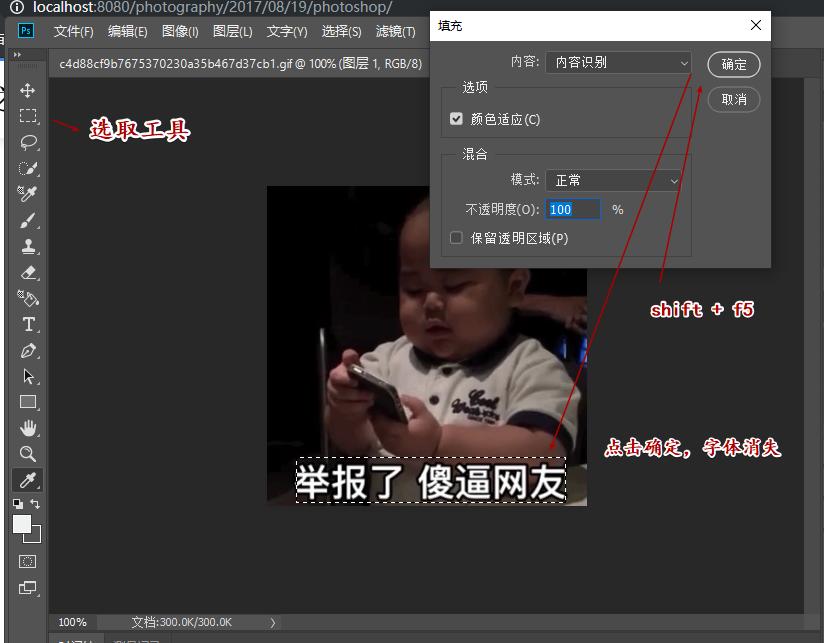 localhost:8080/photography/2017/08/19/photoshop/
Ps 文件(F) 编辑(E) 图像(I) 图层(L) 文字(Y) 选择(S) 滤镜(T)
填充
c4d88cf9b7675370230a35b467d37cb1.gif @ 100% (图层 1, RGB/8)
内容: 内容识别
确定
选项
取消
颜色适应(C)
选取工具
混合
模式: 正常
不透明度(O): 100 %
保留透明区域(P)
shift + f5
Cool
点击确定，字体消失
举报了 傻逼网友
100% 文档:300.0K/300.0K